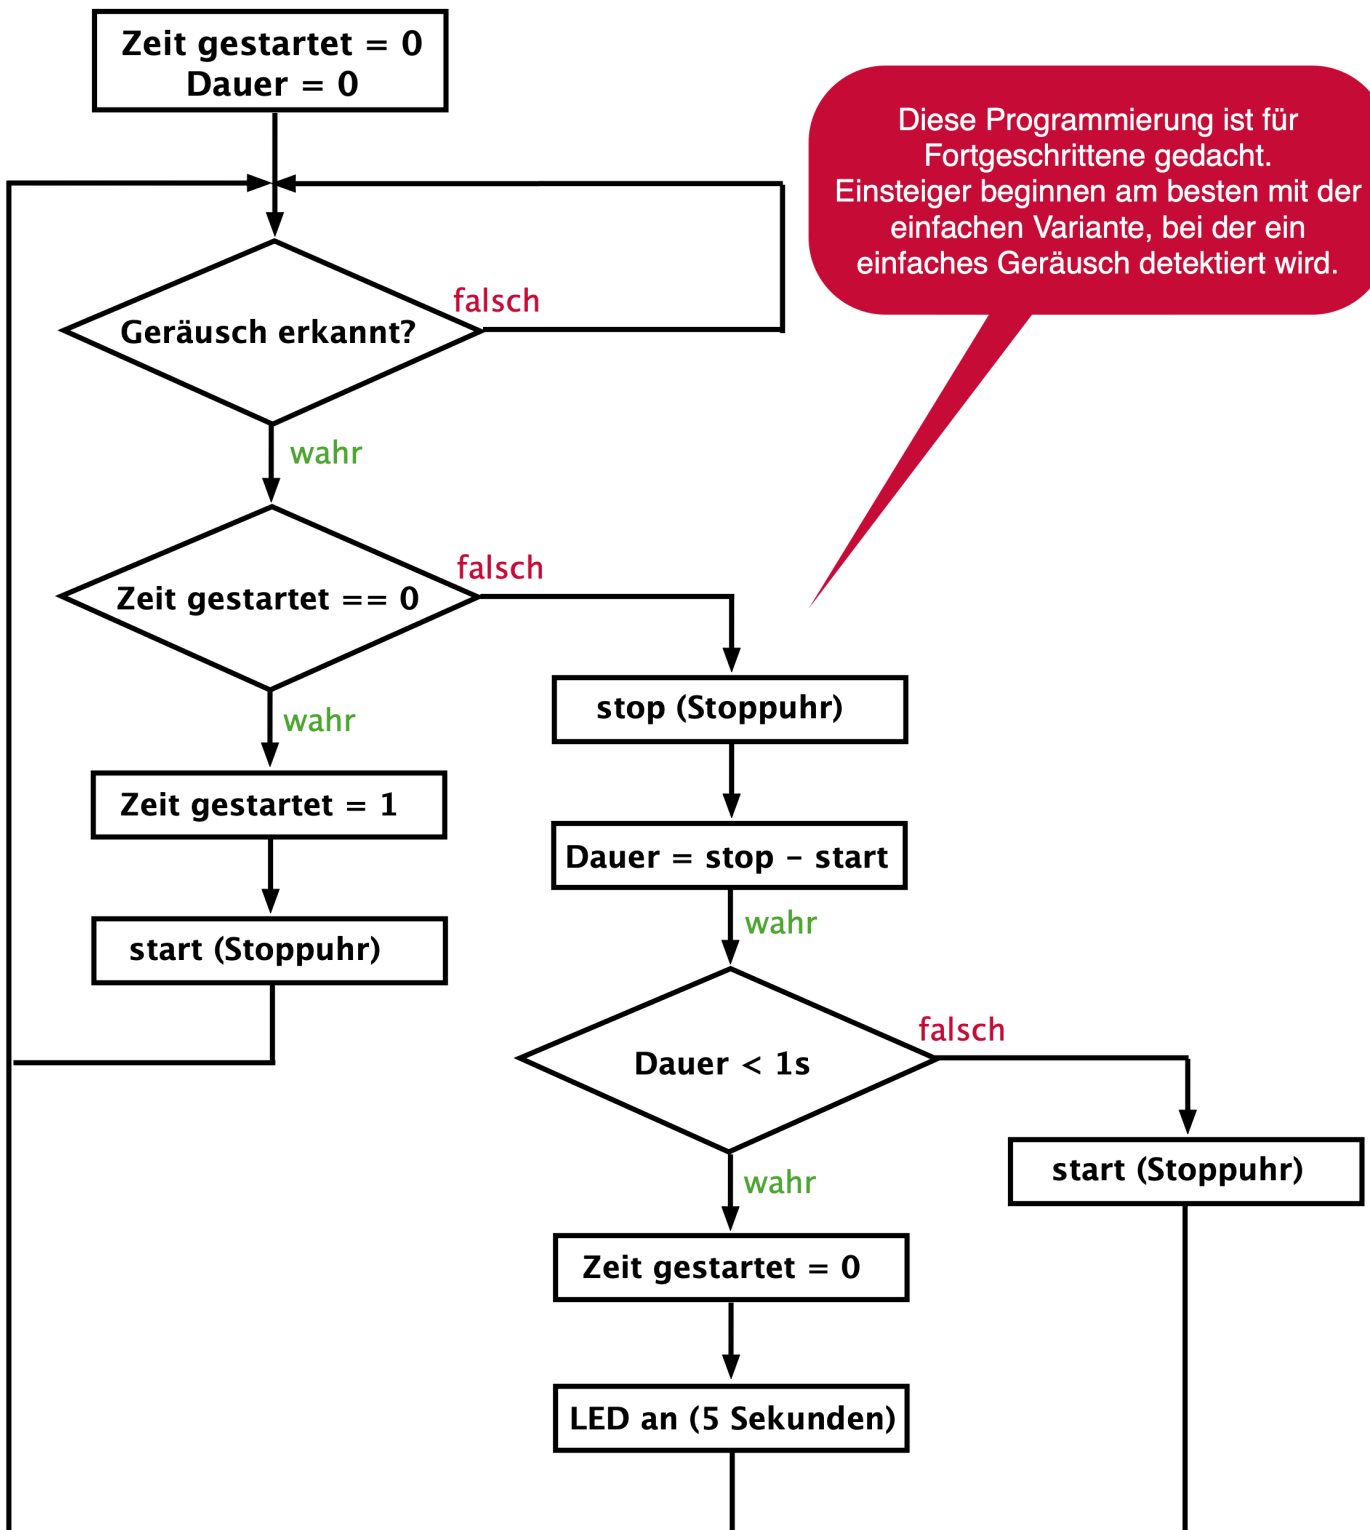 Zeit gestartet = 0
Dauer = 0
Diese Programmierung ist für
Fortgeschrittene gedacht.
Einsteiger beginnen am besten mit der
einfachen Variante, bei der ein
einfaches Geräusch detektiert wird.
falsch
Geräusch erkannt?
wahr
falsch
Zeit gestartet == 0
wahr
stop (Stoppuhr)
Zeit gestartet = 1
Dauer = stop – start
wahr
start (Stoppuhr)
falsch
Dauer < 1s
wahr
start (Stoppuhr)
Zeit gestartet = 0
LED an (5 Sekunden)